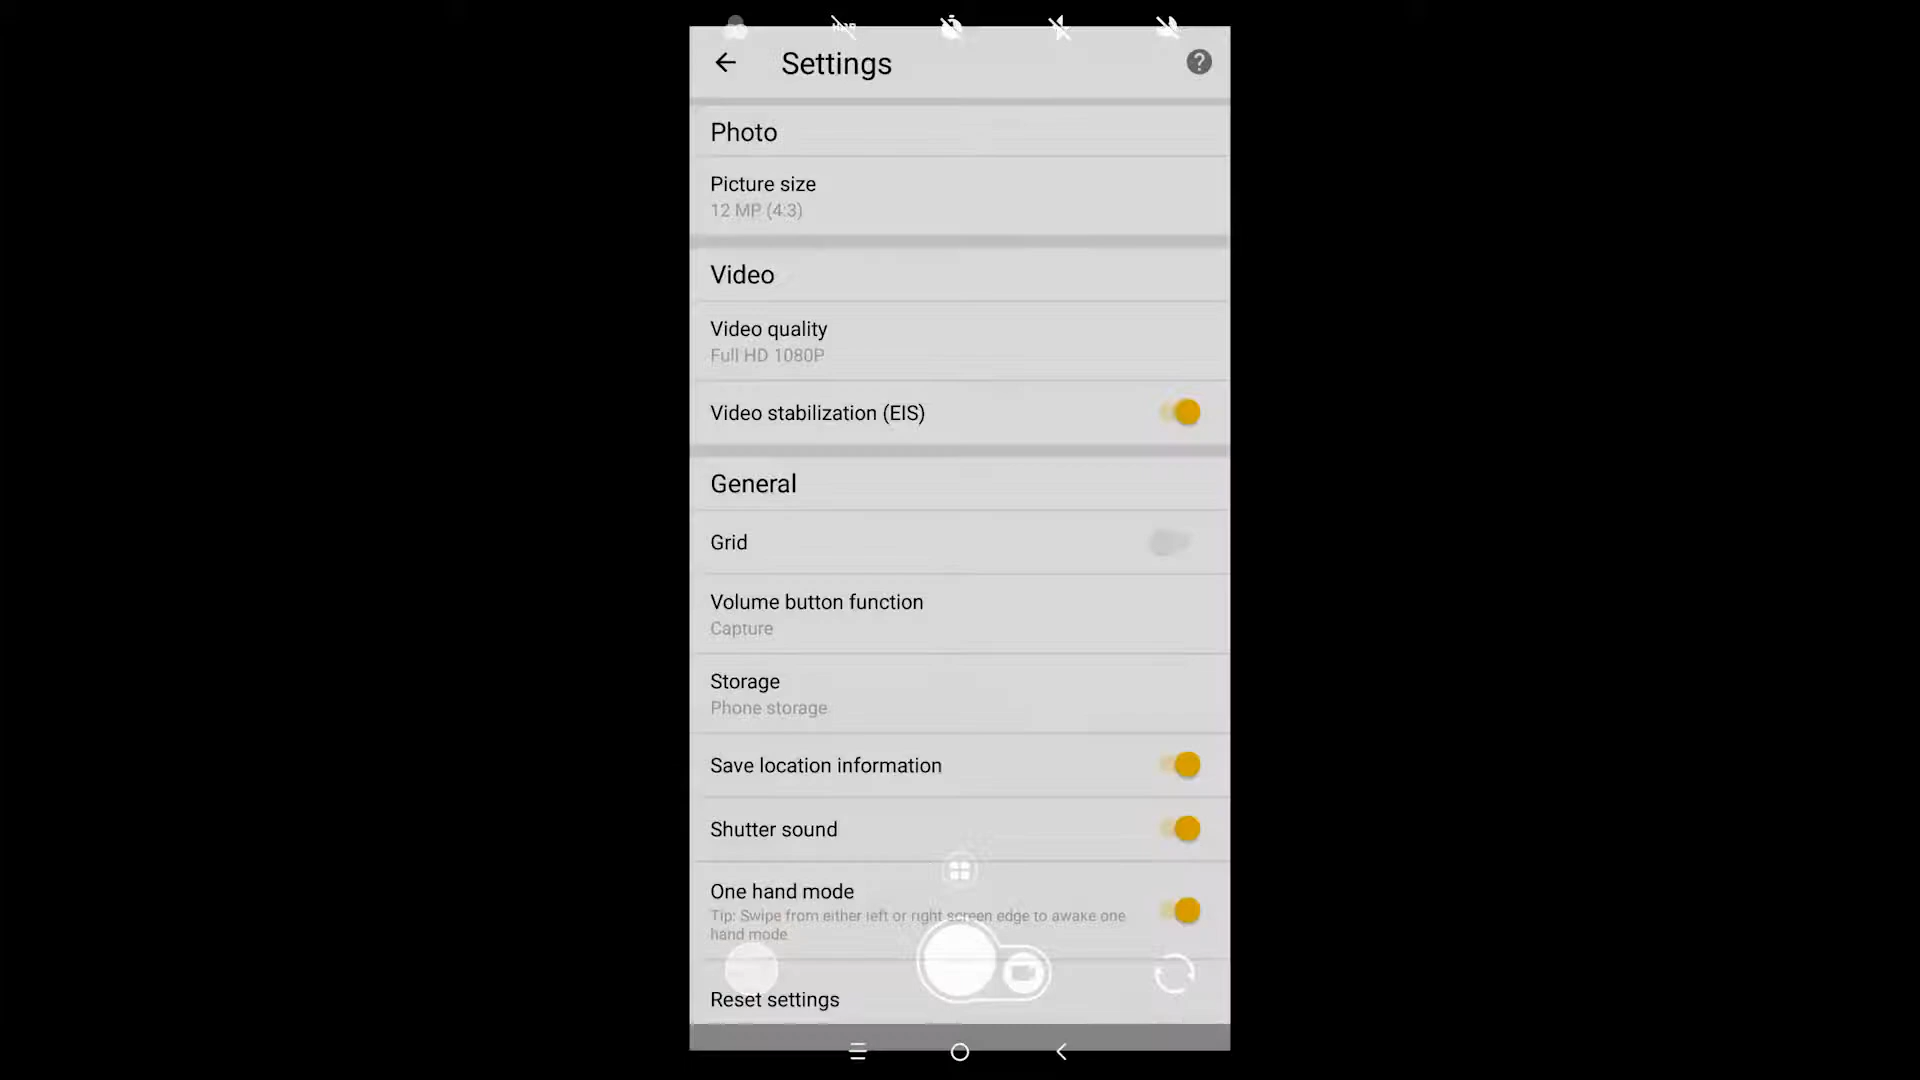 Settings
Photo
Picture size
12 MP (4:3)
Video
Video quality
Full HD 1080P
Video stabilization (EIS)
General
Grid
Volume button function
Capture
Storage
Phone storage
Save location information
Shutter sound
One hand mode
Tip: Swipe from either left or right screen edge to awake one
hand mode
Reset settings